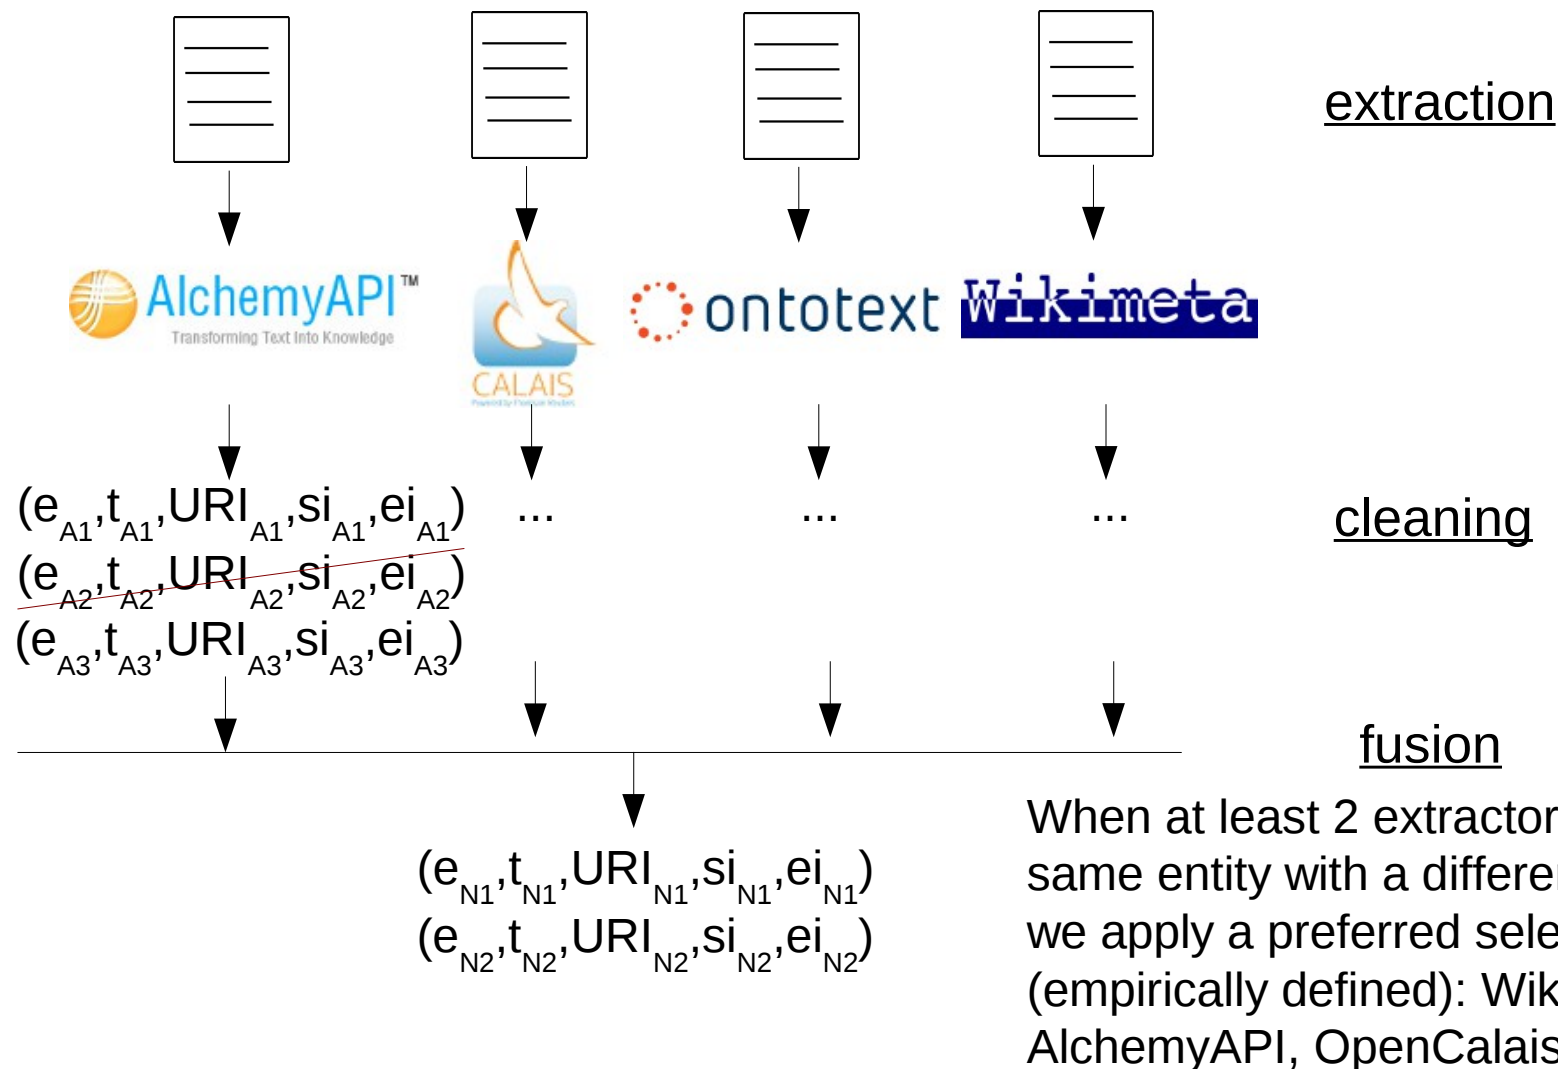 extraction
AlchemyAPI™
Transforming Text Into Knowledge
CALAIS
ontotext
Wikimeta
(eA1,tA1,URIA1,siA1,eiA1)
...
...
...
cleaning
(eA2,tA2,URIA2,siA2,eiA2)
(eA3,tA3,URIA3,siA3,eiA3)
fusion
(eN1,tN1,URIN1,siN1,eiN1)
(eN2,tN2,URIN2,siN2,eiN2)
When at least 2 extractor
same entity with a differe
we apply a preferred sele
(empirically defined): Wik
AlchemyAPI, OpenCalais